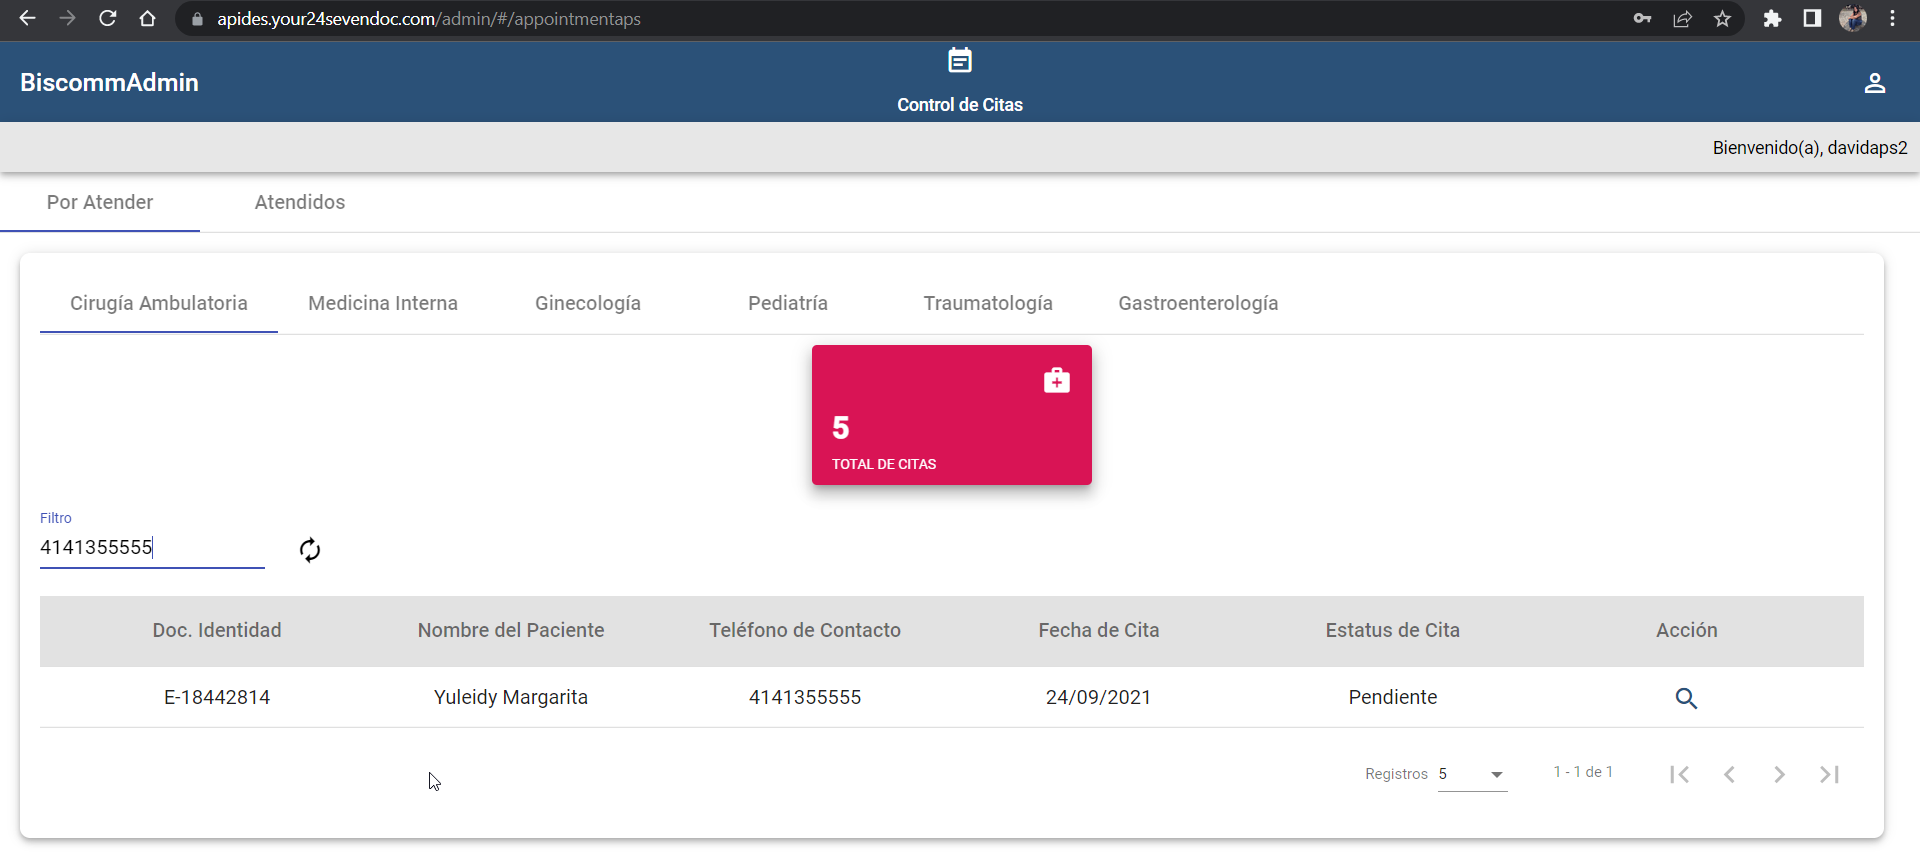 apides.your24sevendoc.com/admin/#/appointmentaps
BiscommAdmin
Control de Citas
Bienvenido(a), davidaps2
Por Atender Atendidos
Cirugía Ambulatoria Medicina Interna Ginecología Pediatría Traumatología Gastroenterología
5
TOTAL DE CITAS
Filtro
4141355555
Doc. Identidad Nombre del Paciente Teléfono de Contacto Fecha de Cita Estatus de Cita Acción
E-18442814 Yuleidy Margarita 4141355555 24/09/2021 Pendiente
Registros 5 1 - 1 de 1